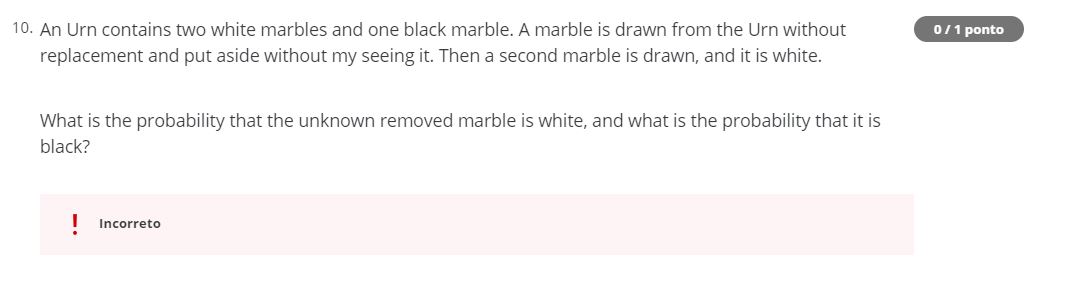 10. An Urn contains two white marbles and one black marble. A marble is drawn from the Urn without
0 / 1 ponto
replacement and put aside without my seeing it. Then a second marble is drawn, and it is white.
What is the probability that the unknown removed marble is white, and what is the probability that it is
black?
! Incorreto